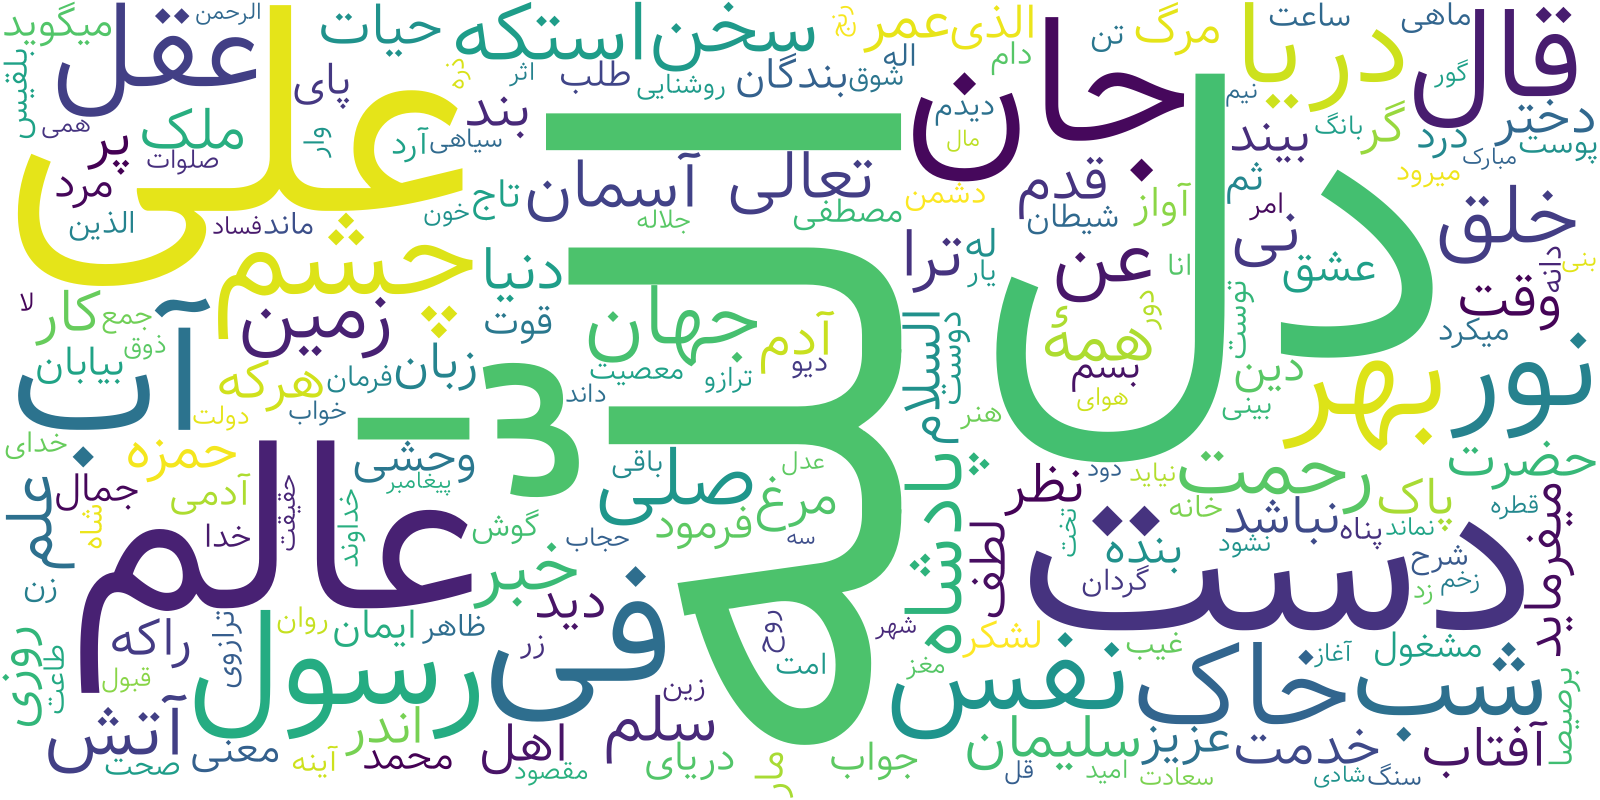 الله
دل
علی
عالم
جان
دست
چشم
عقل
قال
دریا
سخن
استکه
حیات
الرحمن
میگوید
رنج
عمر
الذی
مرگ
تن
ساعت
ماهی
اله
دام
شوق
بندگان
روشنایی
طلب
اثر
ذره
پای
بند
سیاهی
آرد
وار
ملک
صلوات
پر
همی
بلقیس
مرد
الذین
فساد
ماند
خون
تاج
آسمان
تعالی
جلاله
مصطفی
دیدم
مال
دشمن
قدم
شیطان
آواز
ثم
امر
نی
بیند
بانگ
گر
نیم
گور
دختر
درد
مبارک
پوست
میرود
خلق
دانه
بنی
عشق
انا
عن
له
یار
ترا
دنیا
قوت
جهان
آدم
دیو
معصیت
ترازو
داند
السلام
دوست
همهٔ
بسم
هوای
دور
توست
دین
بینی
وقت
میکرد
نور
بهر
هنر
لا
کار
جمع
ذوق
زمین
زبان
فرمان
هرکه
خواب
دولت
آب
بیابان
خدای
حمزه
وحشی
پیغامبر
باقی
صلی
عدل
مرغ
فرمود
سه
گوش
حجاب
خبر
پادشاه
لطف
نظر
دود
نیاید
رحمت
خانه
تخت
بنده
نباشد
نشود
پناه
پاک
نماند
حضرت
قطره
میفرماید
شرح
زخم
زد
گردان
علم
جمال
شاه
آدمی
خدا
حقیقت
خداوند
زن
فی
دید
زر
ظاهر
ایمان
روان
ترازوی
راکه
قبول
طاعت
روزی
رسول
آتش
صحت
معنی
آینه
اندر
محمد
اهل
مقصود
سلم
زین
دریای
مار
روح
امت
شهر
مغز
لشکر
نفس
جواب
سلیمان
قل
امید
غیب
خاک
عزیز
سعادت
خدمت
آغاز
مشغول
شب
شادی
سنگ
آفتاب
برصیصا